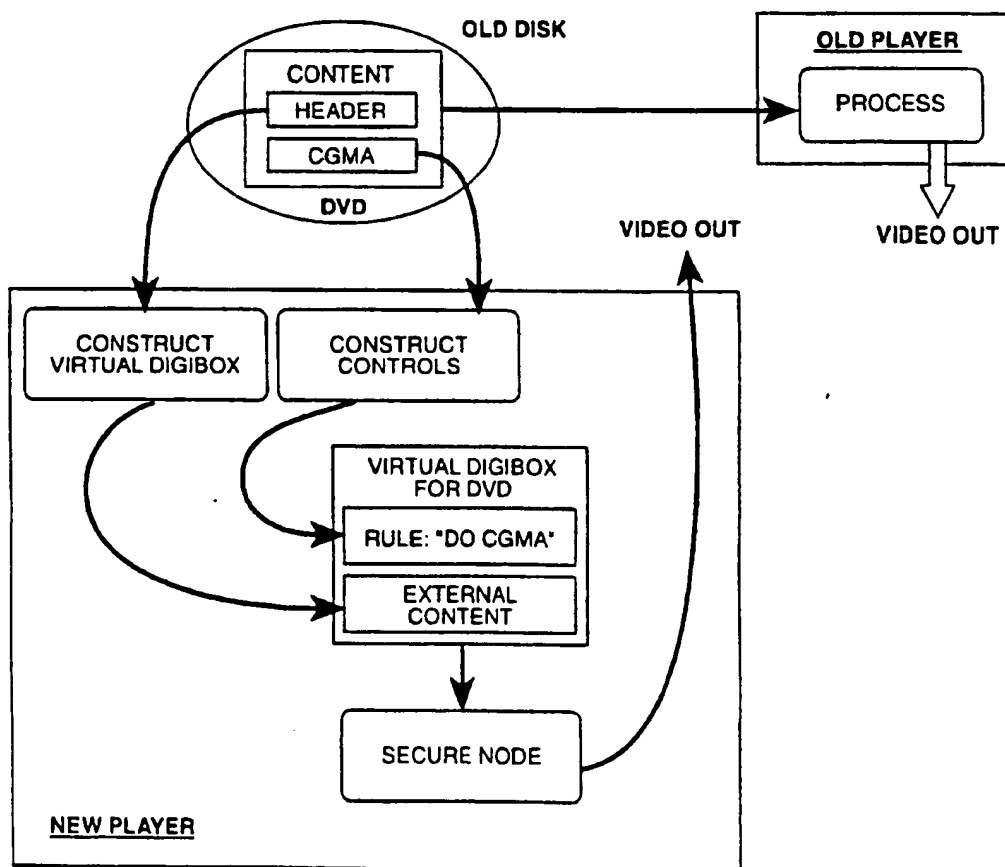 OLD DISK
CONTENT
HEADER
CGMA
DVD
OLD PLAYER
PROCESS
VIDEO OUT
VIDEO OUT
CONSTRUCT
VIRTUAL DIGIBOX
CONSTRUCT
CONTROLS
VIRTUAL DIGIBOX
FOR DVD
RULE: "DO CGMA"
EXTERNAL
CONTENT
SECURE NODE
NEW PLAYER